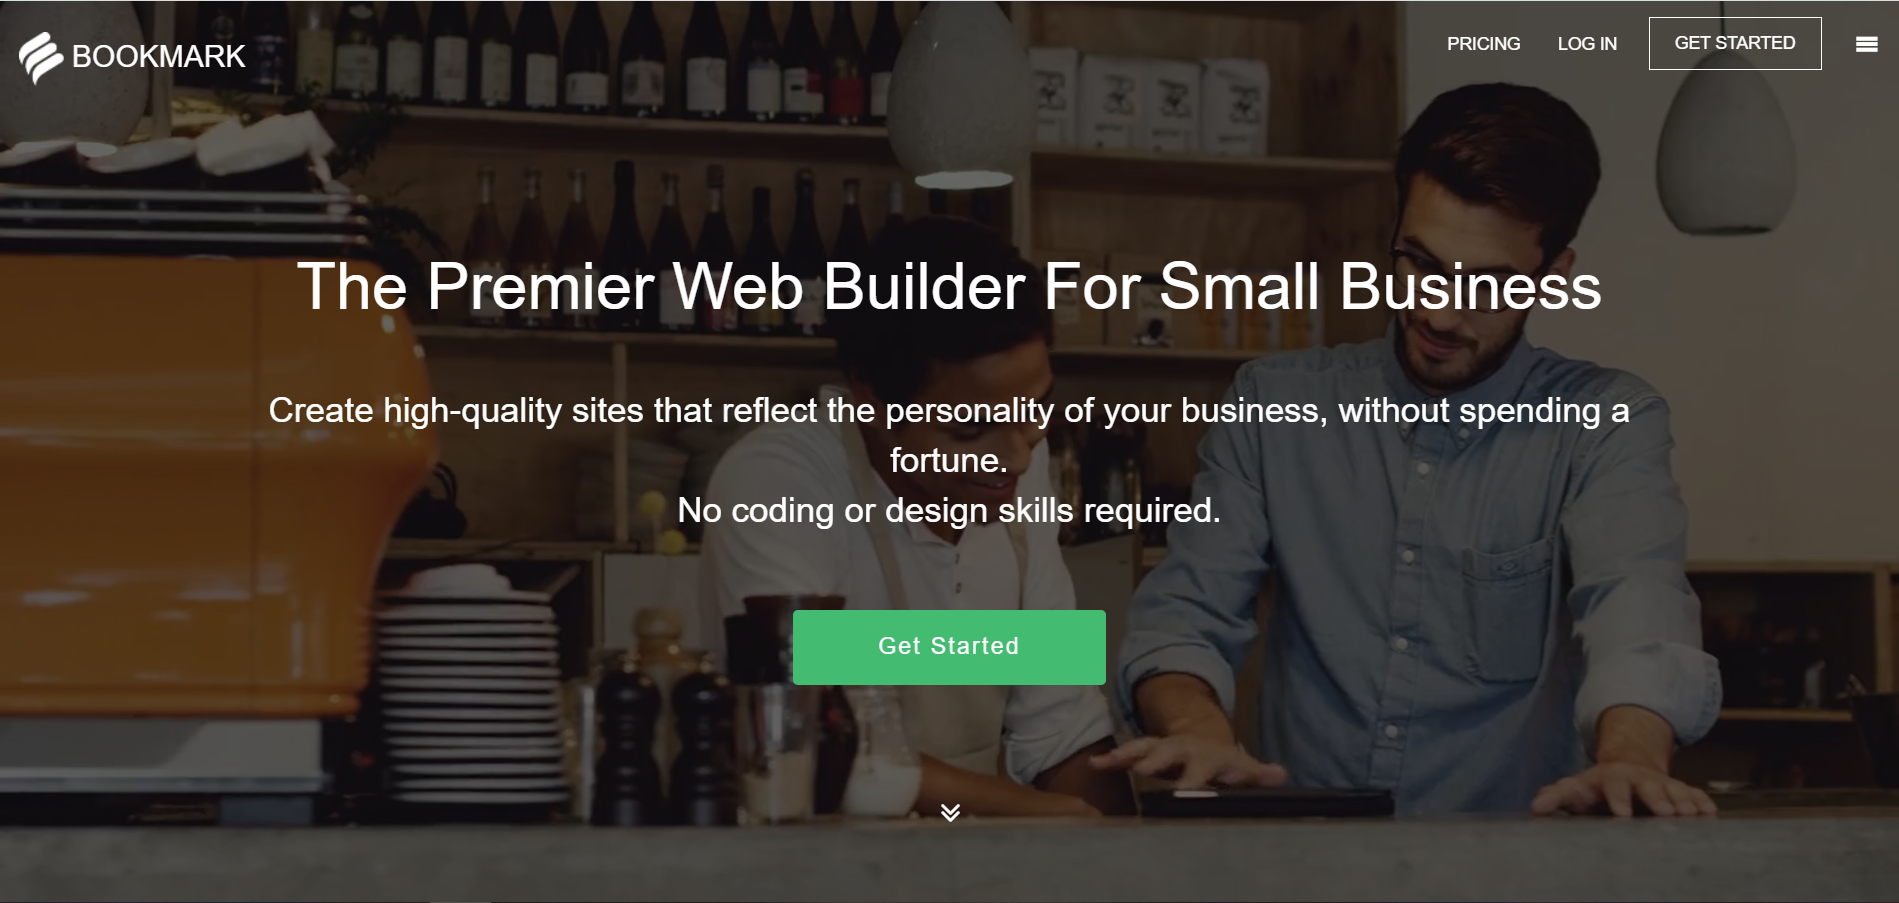 BOOKMARK
PRICING
LOG IN
GET STARTED
The Premier Web Builder For Small Business
Create high-quality sites that reflect the personality of your business, without spending a
fortune.
No coding or design skills required.
Get Started